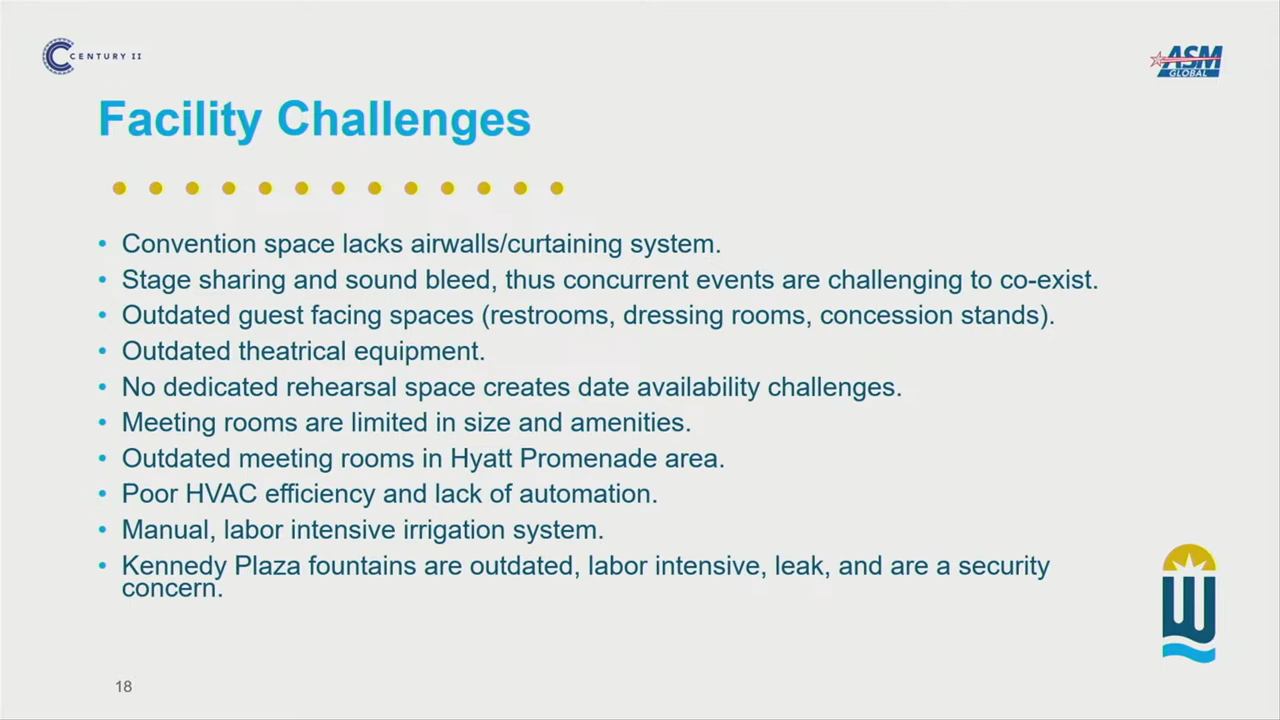 CENTURY II
ASM
GLOBAL
Facility Challenges
• Convention space lacks airwalls/curtaining system.
• Stage sharing and sound bleed, thus concurrent events are challenging to co-exist.
• Outdated guest facing spaces (restrooms, dressing rooms, concession stands).
• Outdated theatrical equipment.
• No dedicated rehearsal space creates date availability challenges.
• Meeting rooms are limited in size and amenities.
• Outdated meeting rooms in Hyatt Promenade area.
• Poor HVAC efficiency and lack of automation.
• Manual, labor intensive irrigation system.
• Kennedy Plaza fountains are outdated, labor intensive, leak, and are a security
concern.
W
18